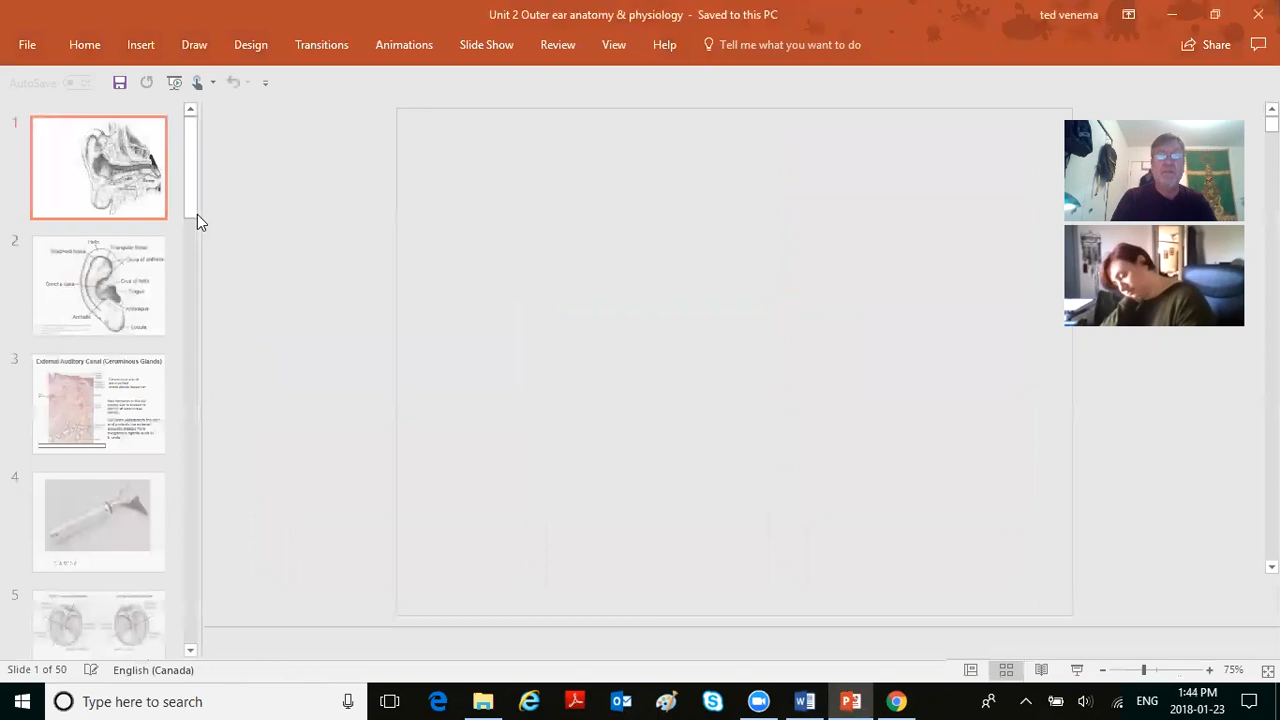 Unit 2 Outer ear anatomy & physiology - Saved to this PC
ted venema
File Home Insert Draw Design Transitions Animations Slide Show Review View Help Tell me what you want to do
Share
AutoSave
1
2
Helix
Triangular fossa
Crus of helix
Tragus
Antitragus
Lobule
3
External Auditory Canal (Ceruminous Glands)
4
5
Slide 1 of 50
English (Canada)
75%
Type here to search
ENG
1:44 PM
2018-01-23